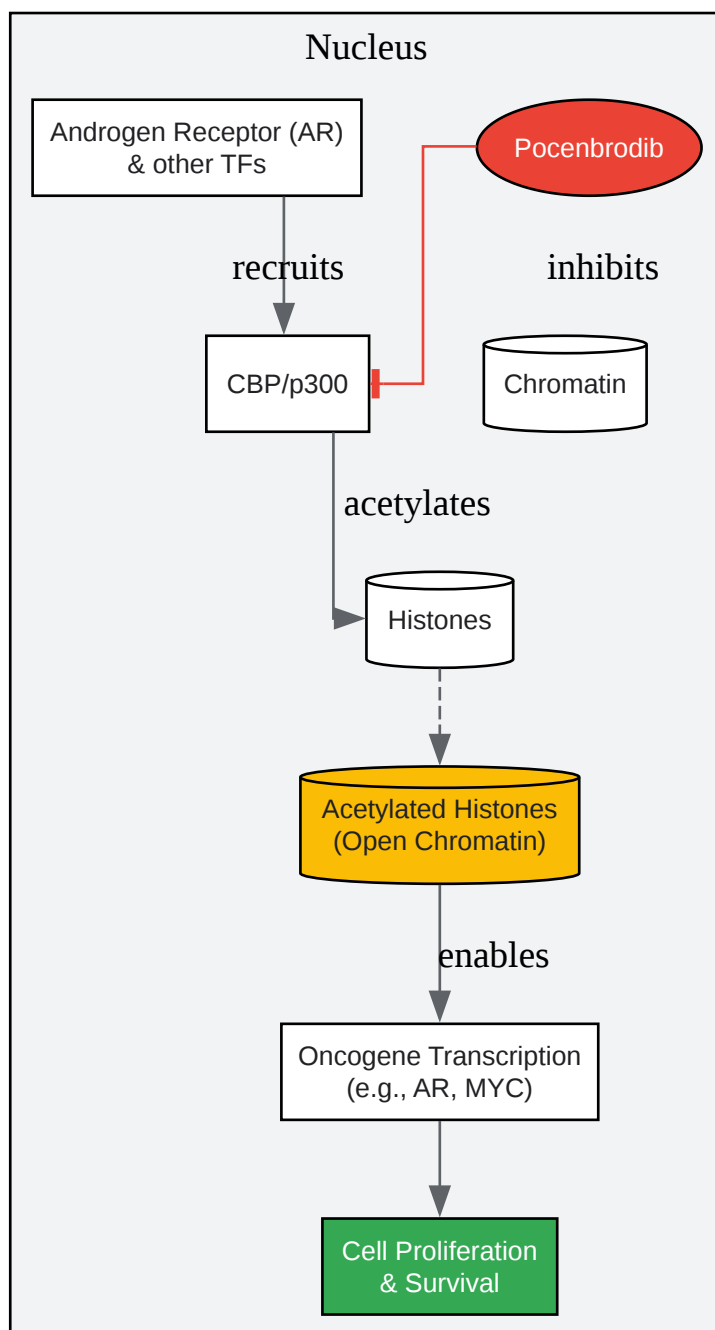 Nucleus
Androgen Receptor (AR)
& other TFs
Pocenbrodib
recruits
inhibits
CBP/p300
Chromatin
acetylates
Histones
Acetylated Histones
(Open Chromatin)
enables
Oncogene Transcription
(e.g., AR, MYC)
Cell Proliferation
& Survival